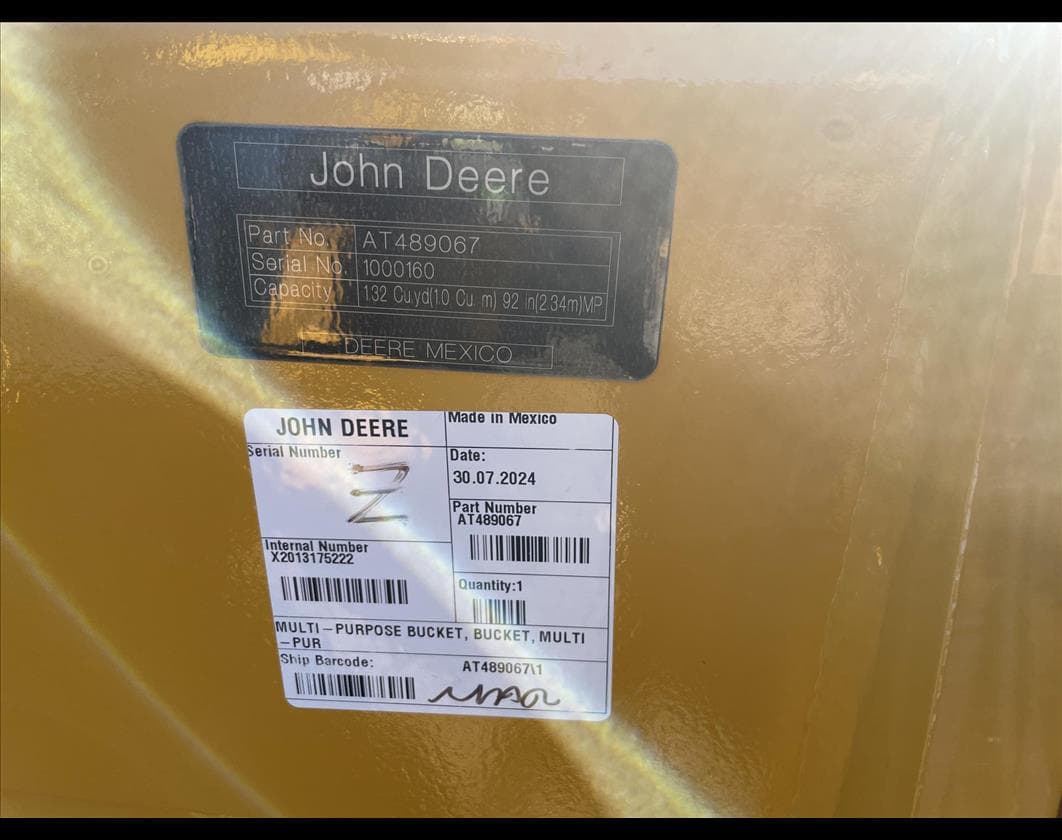 John Deere
Part No. AT489067
Serial No. 1000160
Capacity 1.32 Cu.yd(1.0 Cu. m) 92 in(2.34m)MP
DEERE MEXICO
JOHN DEERE
Made in Mexico
Serial Number
Date:
30.07.2024
Part Number
AT489067
Internal Number
X2013175222
Quantity:1
MULTI-PURPOSE BUCKET, BUCKET, MULTI
-PUR
Ship Barcode: AT489067\1